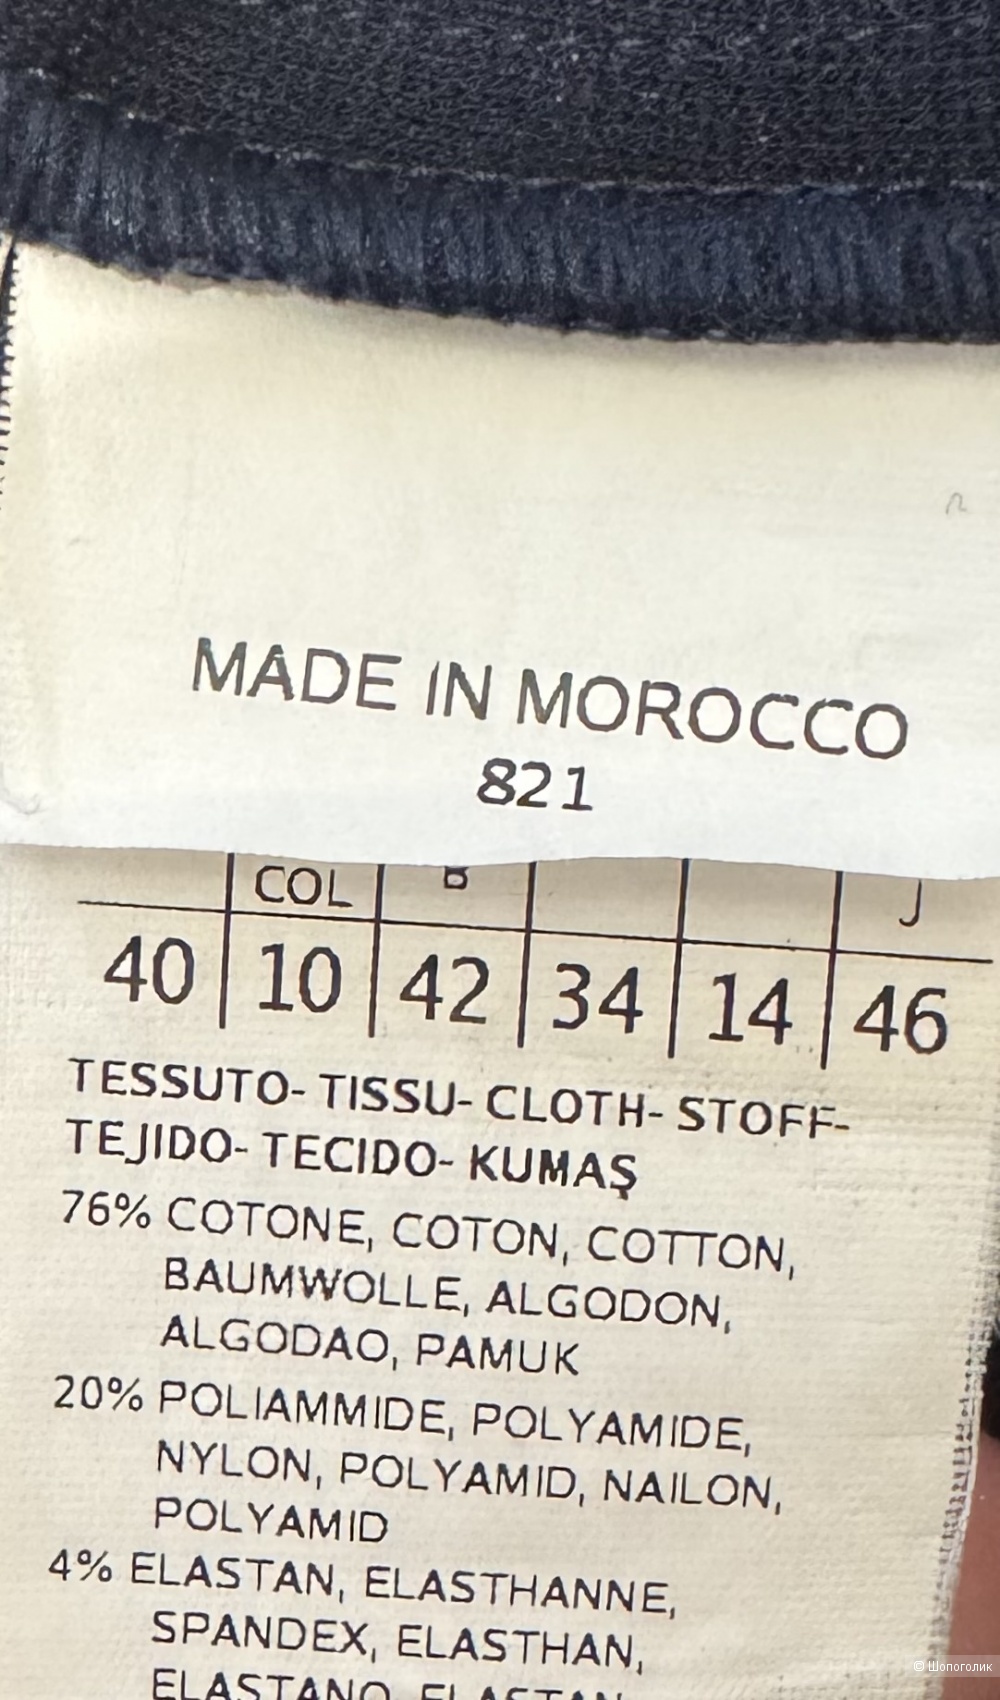 MADE IN MOROCCO
821
COL B J
40 10 42 34 14 46
TESSUTO- TISSU- CLOTH- STOFF-
TEJIDO- TECIDO- KUMAŞ
76% COTONE, COTON, COTTON,
BAUMWOLLE, ALGODON,
ALGODAO, PAMUK
20% POLIAMMIDE, POLYAMIDE,
NYLON, POLYAMID, NAILON,
POLYAMID
4% ELASTAN, ELASTHANNE,
SPANDEX, ELASTHAN,
ELASTANO, ELASTAN
© Шопоголик